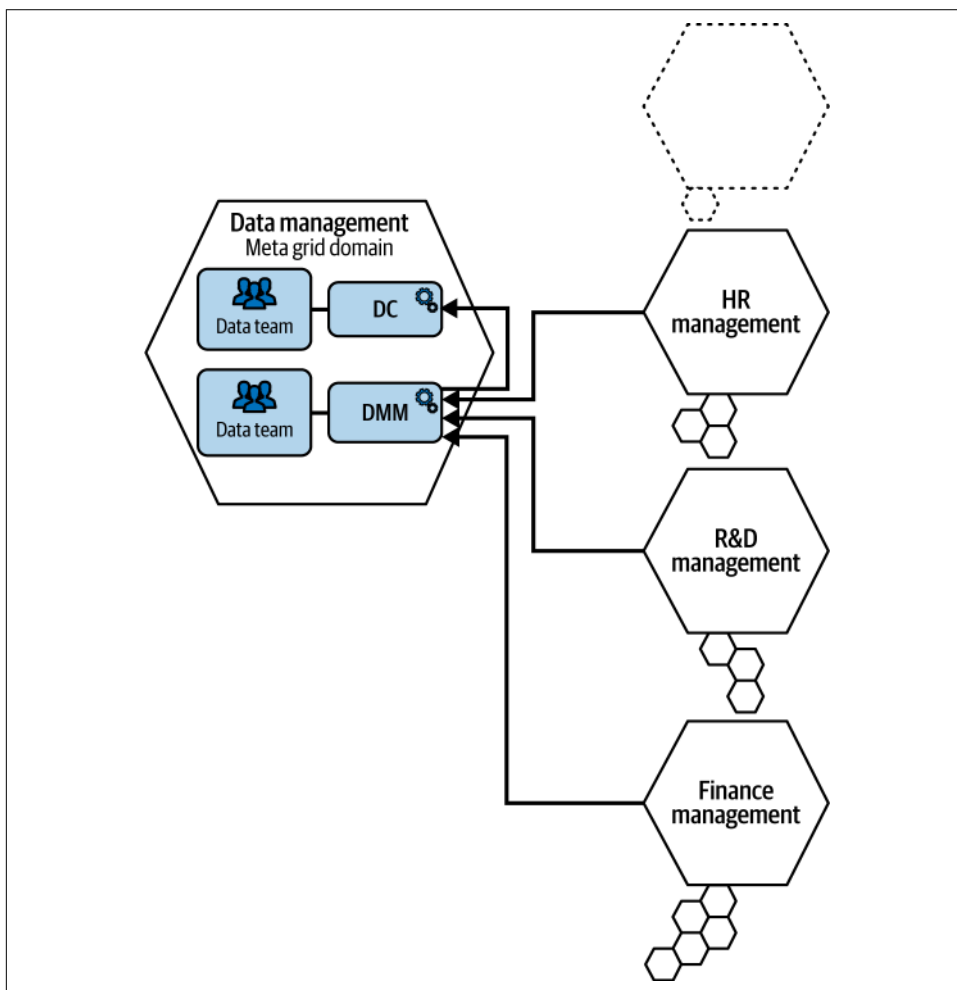 Data management
Meta grid domain
Data team
DC
Data team
DMM
HR
management
R&D
management
Finance
management